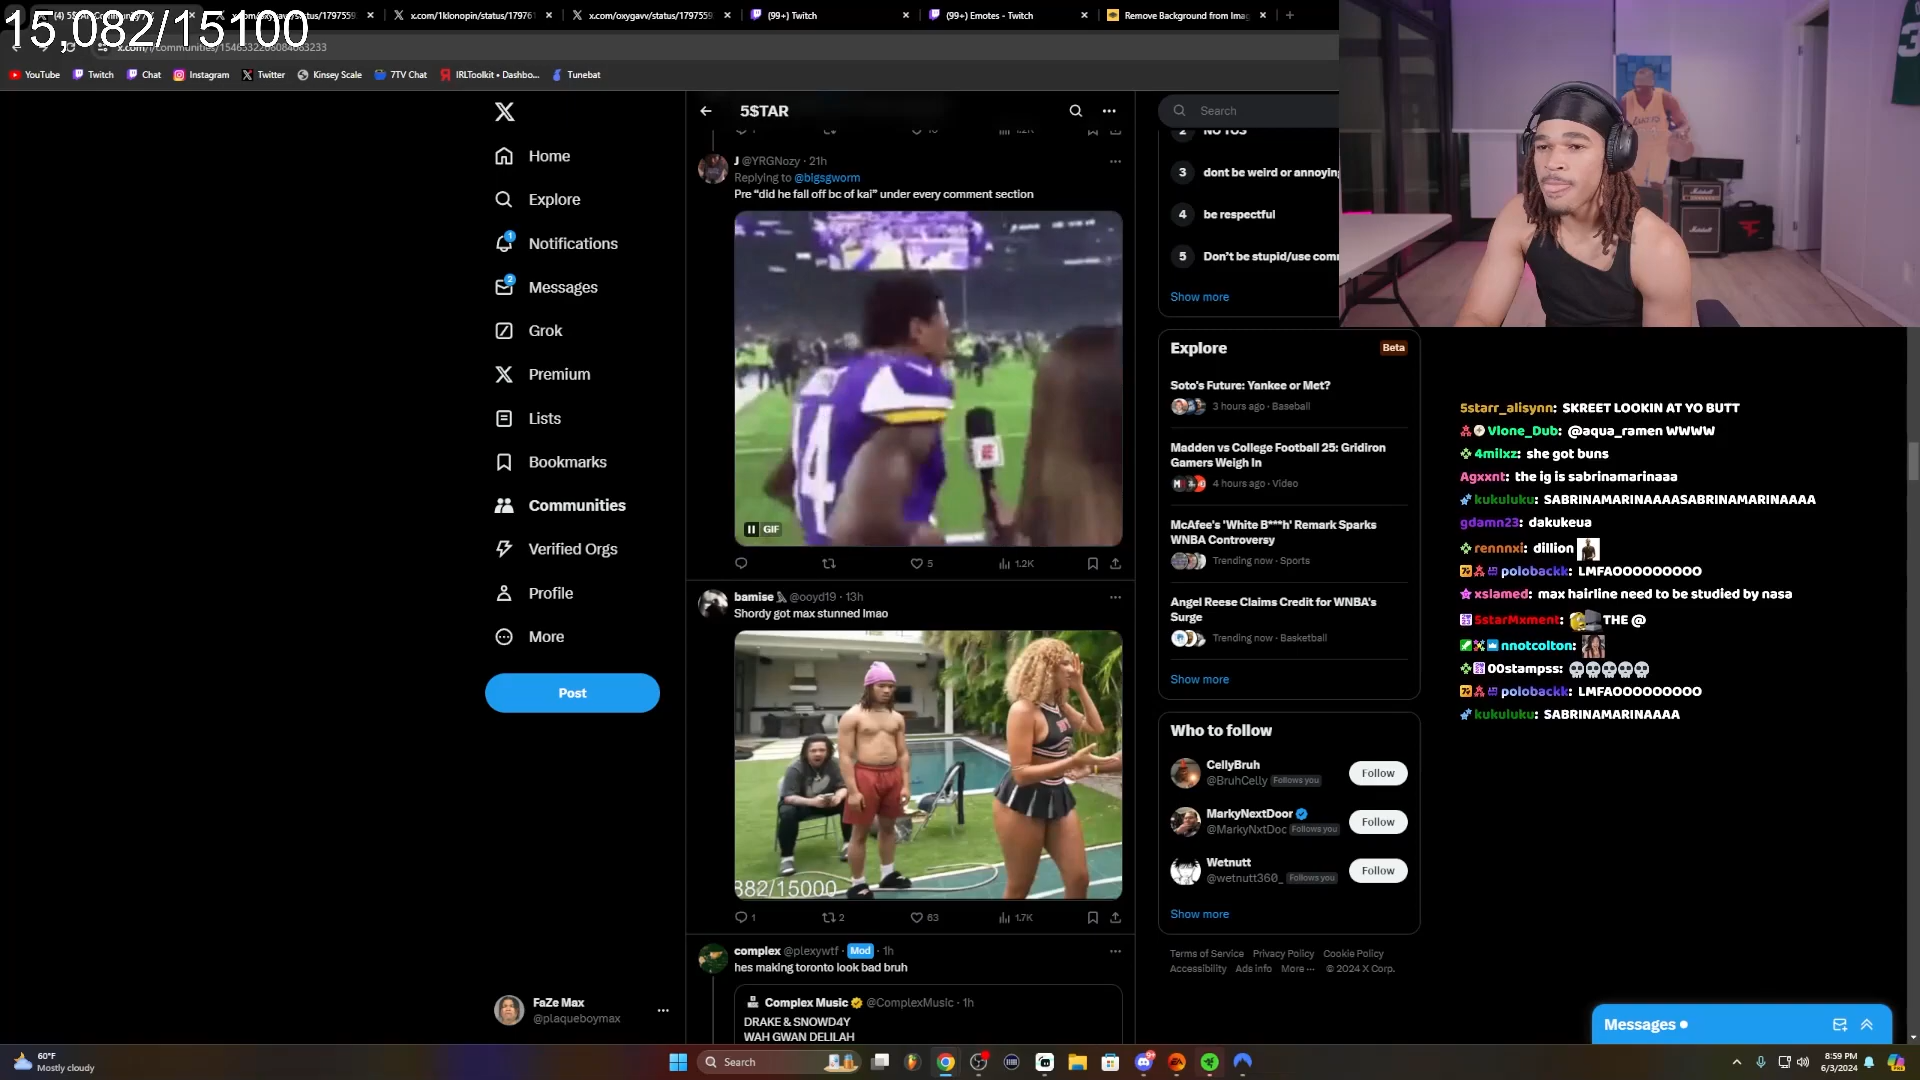 15,082/15100
x.com/1klonopin/status/179761
x.com/oxygavv/status/1797559
(99+) Twitch
(99+) Emotes - Twitch
Remove Background from Imag
YouTube
Twitch
Chat
Instagram
Twitter
Kinsey Scale
7TV Chat
IRLToolkit • Dashbo...
Tunebat
Home
Explore
Notifications
1
Messages
2
Grok
Premium
Lists
Bookmarks
Communities
Verified Orgs
Profile
More
Post
FaZe Max
@plaqueboymax
5$TAR
J @YRGNozy · 21h
Replying to @bigsgworm
Pre “did he fall off bc of kai” under every comment section
GIF
5
1.2K
bamise @ooyd19 · 13h
Shordy got max stunned lmao
882/15000
1
2
63
1.7K
complex @plexywtf · Mod · 1h
hes making toronto look bad bruh
Complex Music @ComplexMusic · 1h
DRAKE & SNOWD4Y
WAH GWAN DELILAH
Search
2 NO TOS
3 dont be weird or annoying
4 be respectful
5 Don’t be stupid/use com
Show more
Explore
Beta
Soto's Future: Yankee or Met?
3 hours ago · Baseball
Madden vs College Football 25: Gridiron
Gamers Weigh In
4 hours ago · Video
McAfee's 'White B***h' Remark Sparks
WNBA Controversy
Trending now · Sports
Angel Reese Claims Credit for WNBA's
Surge
Trending now · Basketball
Show more
Who to follow
CellyBruh
@BruhCelly Follows you
Follow
MarkyNextDoor
@MarkyNxtDoc Follows you
Follow
Wetnutt
@wetnutt360_ Follows you
Follow
Show more
Terms of Service Privacy Policy Cookie Policy
Accessibility Ads info More ··· © 2024 X Corp.
Marshall
5starr_alisynn: SKREET LOOKIN AT YO BUTT
Vlone_Dub: @aqua_ramen WWWW
4milxz: she got buns
Agxxnt: the ig is sabrinamarinaaa
kukuluku: SABRINAMARINAAAASABRINAMARINAAAA
gdamn23: dakukeua
rennnxi: dillion
polobackk: LMFAOOOOOOOOO
xslamed: max hairline need to be studied by nasa
5starMxment: THE @
nnotcolton:
00stampss: 💀💀💀💀💀
polobackk: LMFAOOOOOOOOO
kukuluku: SABRINAMARINAAAA
Messages
60°F
Mostly cloudy
Search
8:59 PM
6/3/2024